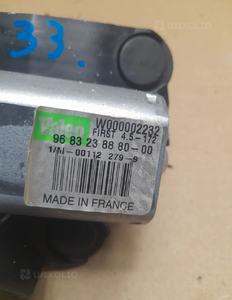 33.
Valeo
W000002232
FIRST 4.5-172
96 83 23 88 80-00
1/N-00112 279-9
MADE IN FRANCE